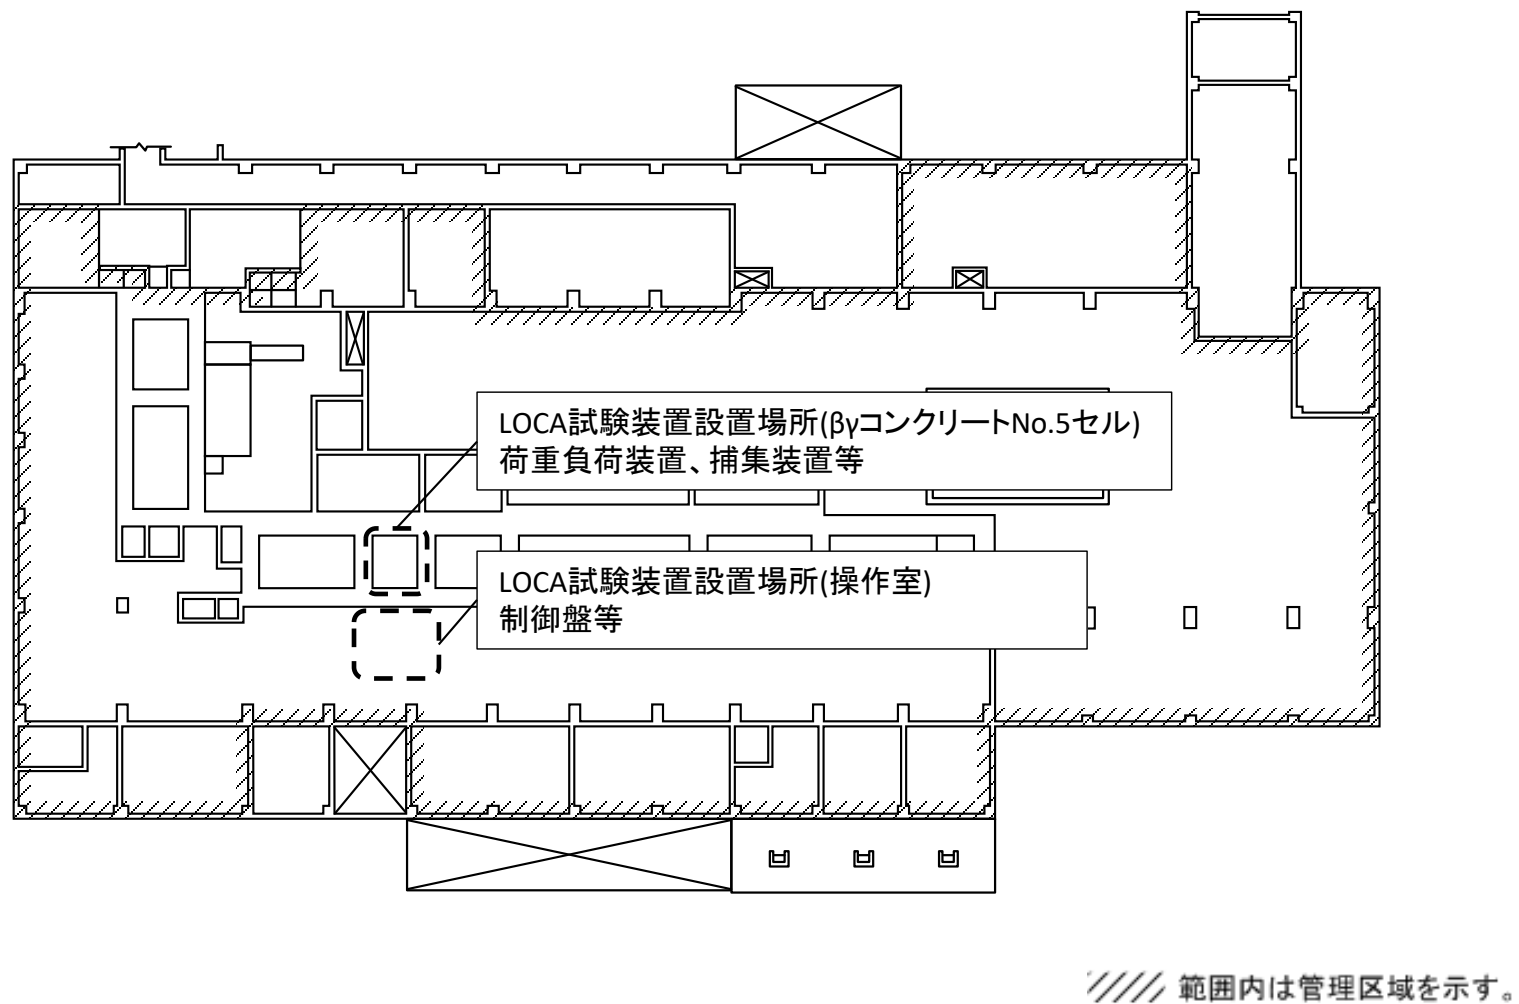 LOCA試験装置設置場所(βγコンクリートNo.5セル)
荷重負荷装置、捕集装置等
LOCA試験装置設置場所(操作室)
制御盤等
範囲内は管理区域を示す。